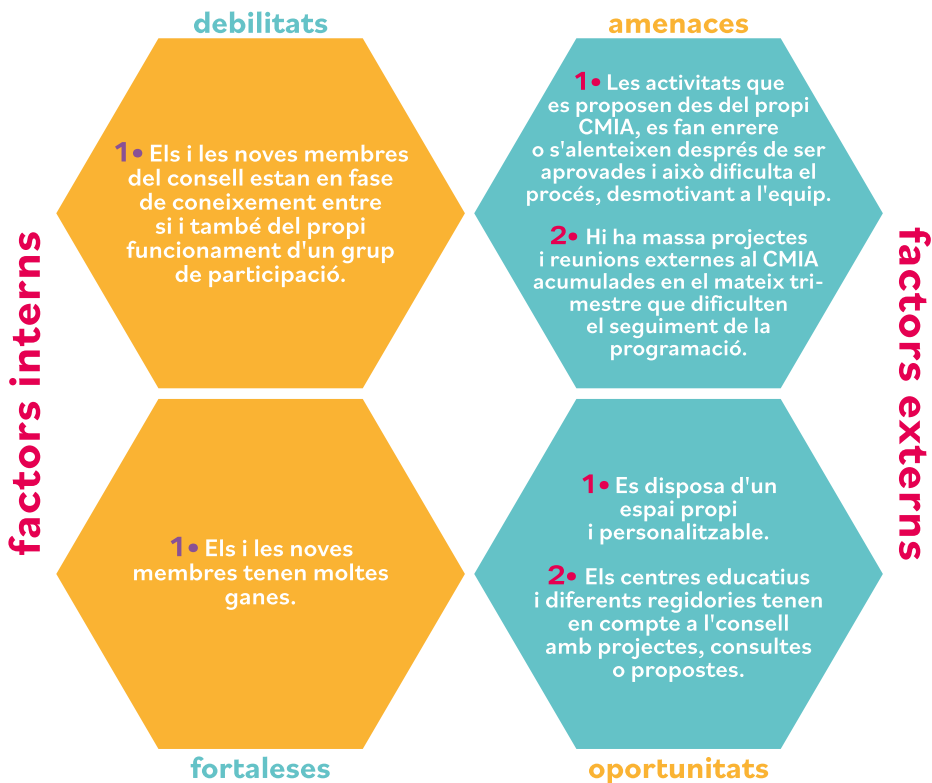 debilitats
1• Els i les noves membres
del consell estan en fase
de coneixement entre
si i també del propi
funcionament d'un grup
de participació.
amenaces
1• Les activitats que
es proposen des del propi
CMIA, es fan enrere
o s'alenteixen després de ser
aprovades i això dificulta el
procés, desmotivant a l'equip.
2• Hi ha massa projectes
i reunions externes al CMIA
acumulades en el mateix tri-
mestre que dificulten
el seguiment de la
programació.
factors interns
factors externs
1• Els i les noves
membres tenen moltes
ganes.
fortaleses
1• Es disposa d'un
espai propi
i personalitzable.
2• Els centres educatius
i diferents regidories tenen
en compte a l'consell
amb projectes, consultes
o propostes.
oportunitats